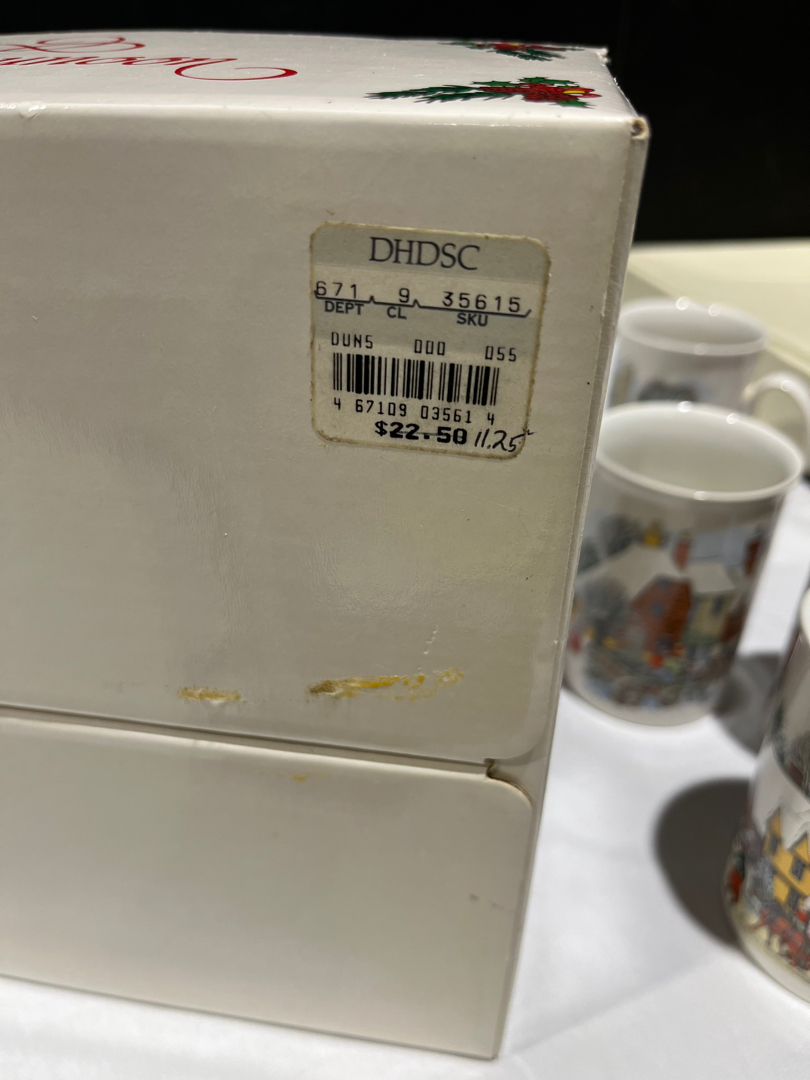 DHDSC
671 9 35615
DEPT CL SKU
DUNS 000 055
4 67109 03561 4
$22.50 11.25